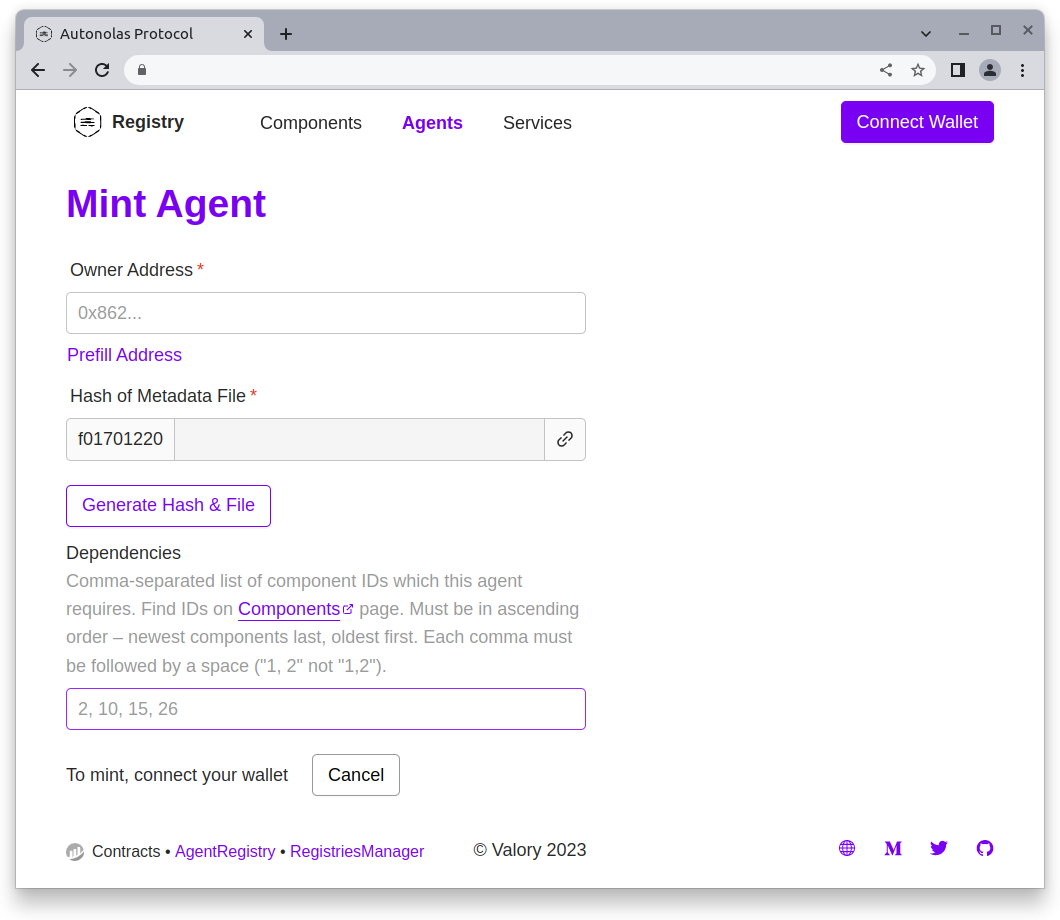 Autonolas Protocol
Registry
Components
Agents
Services
Connect Wallet
Mint Agent
Owner Address *
0x862...
Prefill Address
Hash of Metadata File *
f01701220
Generate Hash & File
Dependencies
Comma-separated list of component IDs which this agent
requires. Find IDs on Components page. Must be in ascending
order – newest components last, oldest first. Each comma must
be followed by a space ("1, 2" not "1,2").
2, 10, 15, 26
To mint, connect your wallet
Cancel
Contracts • AgentRegistry • RegistriesManager
© Valory 2023